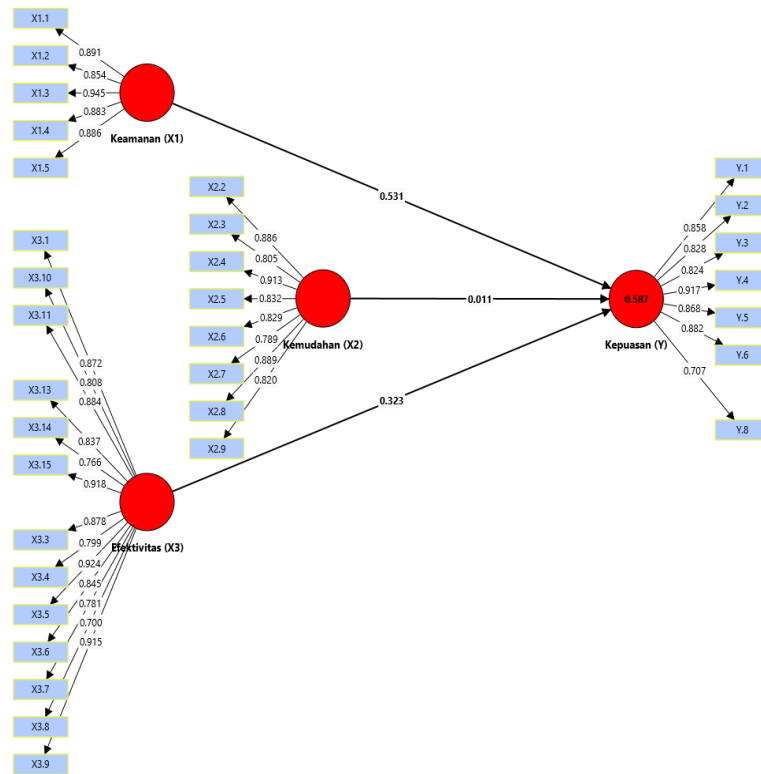 X1.1
X1.2
X1.3
X1.4
X1.5
0.891
0.854
0.945
0.883
0.886
Keamanan (X1)
0.531
X2.2
X2.3
X2.4
X2.5
X2.6
X2.7
X2.8
X2.9
0.886
0.805
0.913
0.832
0.829
0.789
0.889
0.820
Kemudahan (X2)
0.011
X3.1
X3.10
X3.11
X3.13
X3.14
X3.15
X3.3
X3.4
X3.5
X3.6
X3.7
X3.8
X3.9
0.872
0.808
0.884
0.837
0.766
0.918
0.878
0.799
0.924
0.845
0.781
0.700
0.915
Efektivitas (X3)
0.323
0.587
Kepuasan (Y)
0.858
0.828
0.824
0.917
0.868
0.882
0.707
Y.1
Y.2
Y.3
Y.4
Y.5
Y.6
Y.8